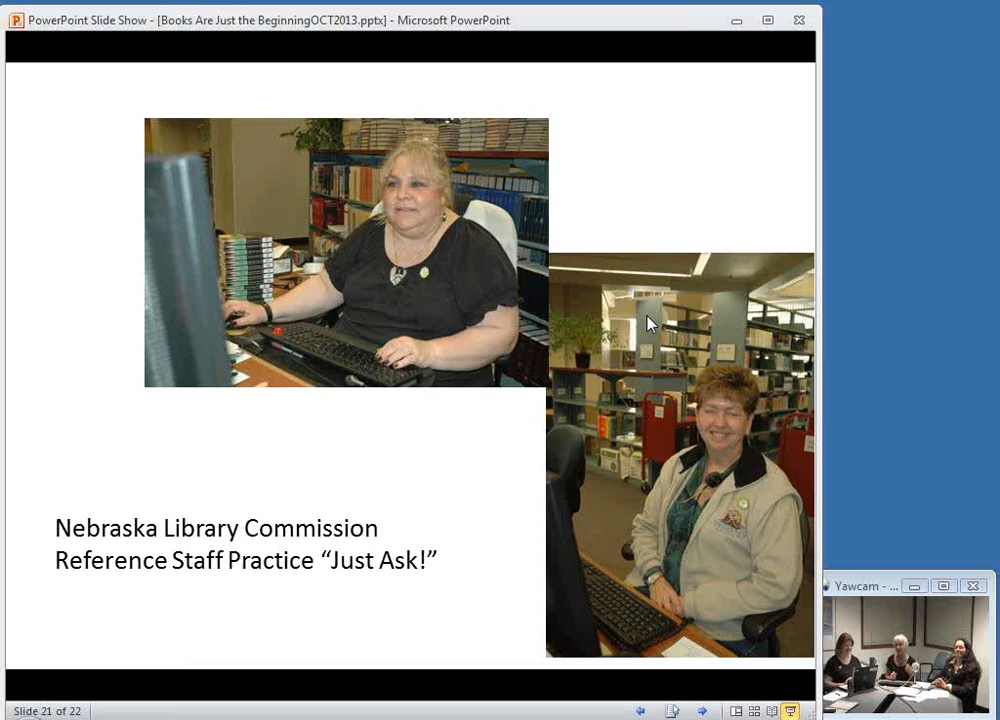 PowerPoint Slide Show - [Books Are Just the BeginningOCT2013.pptx] - Microsoft PowerPoint
Nebraska Library Commission
Reference Staff Practice “Just Ask!”
Yawcam - ...
Slide 21 of 22